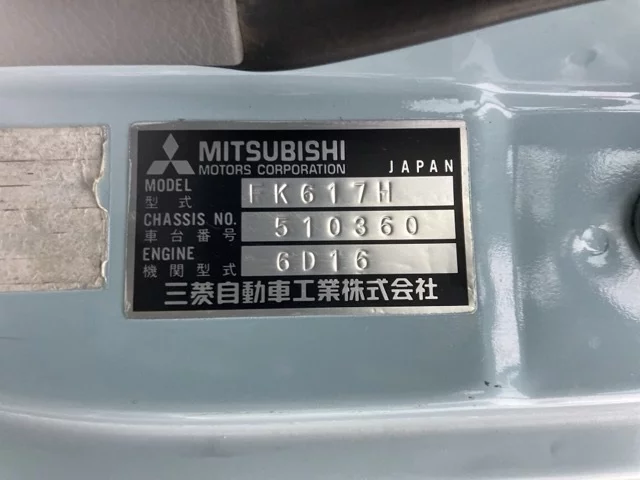 MITSUBISHI
MOTORS CORPORATION JAPAN
MODEL
型式 FK617H
CHASSIS NO.
車台番号 510360
ENGINE
機関型式 6D16
三菱自動車工業株式会社